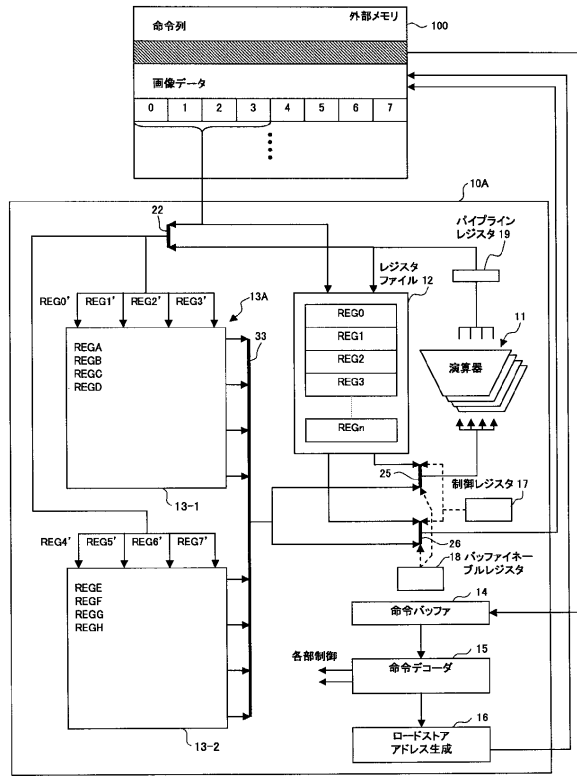 外部メモリ
100
命令列
画像データ
0 1 2 3 4 5 6 7
10A
22
パイプライン
レジスタ 19
レジスタ
ファイル 12
REG0' REG1' REG2' REG3'
13A
33
REGA
REGB
REGC
REGD
13-1
REG0
REG1
REG2
REG3
REGn
11
演算器
25
制御レジスタ 17
26
18 バッファイネー
ブルレジスタ
REG4' REG5' REG6' REG7'
REGE
REGF
REGG
REGH
13-2
14
命令バッファ
各部制御
15
命令デコーダ
16
ロードストア
アドレス生成